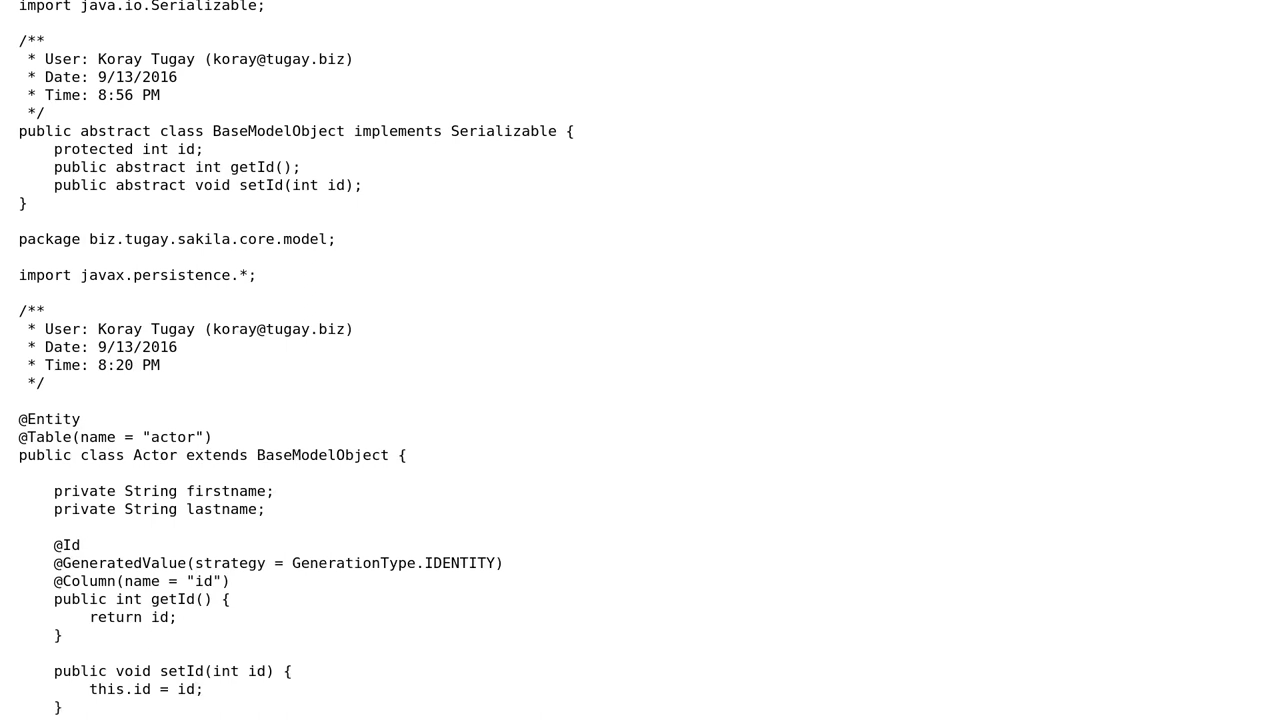 import java.io.Serializable;

/**
 * User: Koray Tugay (koray@tugay.biz)
 * Date: 9/13/2016
 * Time: 8:56 PM
 */
public abstract class BaseModelObject implements Serializable {
    protected int id;
    public abstract int getId();
    public abstract void setId(int id);
}

package biz.tugay.sakila.core.model;

import javax.persistence.*;

/**
 * User: Koray Tugay (koray@tugay.biz)
 * Date: 9/13/2016
 * Time: 8:20 PM
 */

@Entity
@Table(name = "actor")
public class Actor extends BaseModelObject {

    private String firstname;
    private String lastname;

    @Id
    @GeneratedValue(strategy = GenerationType.IDENTITY)
    @Column(name = "id")
    public int getId() {
        return id;
    }

    public void setId(int id) {
        this.id = id;
    }